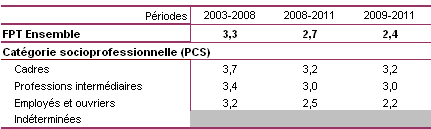 Périodes 2003-2008 2008-2011 2009-2011
FPT Ensemble 3,3 2,7 2,4
Catégorie socioprofessionnelle (PCS)
Cadres 3,7 3,2 3,2
Professions intermédiaires 3,4 3,0 3,0
Employés et ouvriers 3,2 2,5 2,2
Indéterminées